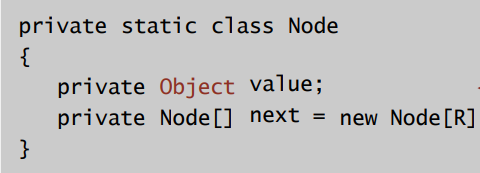 private static class Node
{
private Object value;
private Node[] next = new Node[R]
}